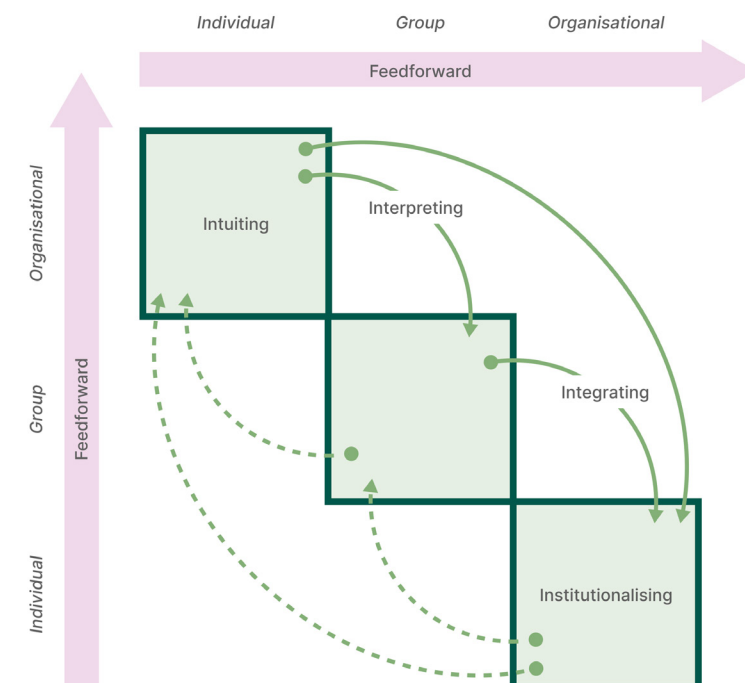 Individual
Group
Organisational
Feedforward
Organisational
Intuiting
Interpreting
Group
Feedforward
Integrating
Individual
Institutionalising